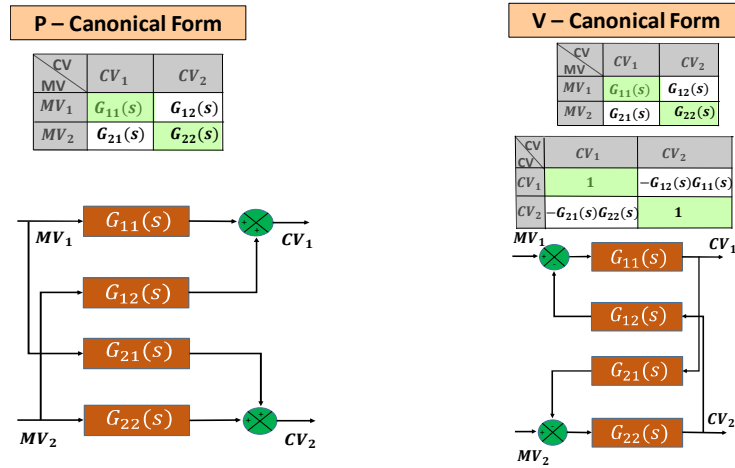 P – Canonical Form
CV
MV
CV₁ CV₂
MV₁ G₁₁(s) G₁₂(s)
MV₂ G₂₁(s) G₂₂(s)
G₁₁(s)
MV₁
+
+
CV₁
G₁₂(s)
G₂₁(s)
G₂₂(s)
MV₂
+
+
CV₂
V – Canonical Form
CV
MV
CV₁ CV₂
MV₁ G₁₁(s) G₁₂(s)
MV₂ G₂₁(s) G₂₂(s)
CV
CV
CV₁ CV₂
CV₁ 1 −G₁₂(s)G₁₁(s)
CV₂ −G₂₁(s)G₂₂(s) 1
MV₁
+
-
G₁₁(s)
CV₁
G₁₂(s)
G₂₁(s)
+
-
G₂₂(s)
MV₂
CV₂